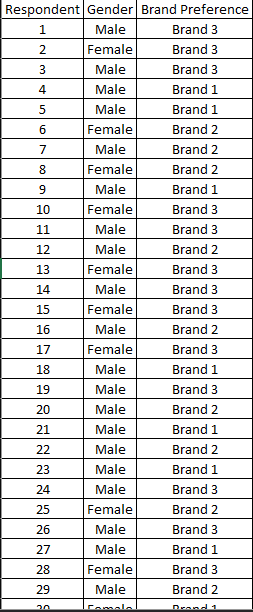 Respondent Gender Brand Preference
1 Male Brand 3
2 Female Brand 3
3 Male Brand 3
4 Male Brand 1
5 Male Brand 1
6 Female Brand 2
7 Male Brand 2
8 Female Brand 2
9 Male Brand 1
10 Female Brand 3
11 Male Brand 3
12 Male Brand 2
13 Female Brand 3
14 Male Brand 3
15 Female Brand 3
16 Male Brand 2
17 Female Brand 3
18 Male Brand 1
19 Male Brand 3
20 Male Brand 2
21 Male Brand 1
22 Male Brand 2
23 Male Brand 1
24 Male Brand 3
25 Female Brand 2
26 Male Brand 3
27 Male Brand 1
28 Female Brand 3
29 Male Brand 2